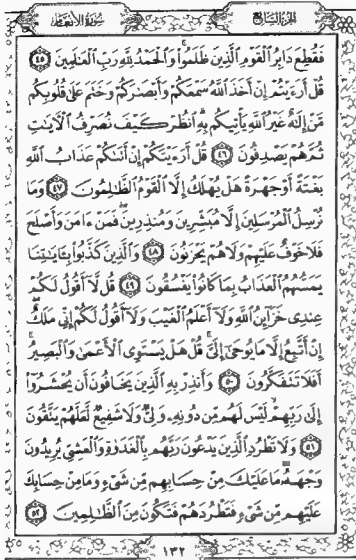 سورة الأنعام
الجزء السابع
فَقُطِعَ دَابِرُ ٱلْقَوْمِ ٱلَّذِينَ ظَلَمُوا۟ وَٱلْحَمْدُ لِلَّهِ رَبِّ ٱلْعَٰلَمِينَ ٤٥
قُلْ أَرَءَيْتُمْ إِنْ أَخَذَ ٱللَّهُ سَمْعَكُمْ وَأَبْصَٰرَكُمْ وَخَتَمَ عَلَىٰ قُلُوبِكُم
مَّنْ إِلَٰهٌ غَيْرُ ٱللَّهِ يَأْتِيكُم بِهِ ٱنظُرْ كَيْفَ نُصَرِّفُ ٱلْءَايَٰتِ
ثُمَّ هُمْ يَصْدِفُونَ ٤٦ قُلْ أَرَءَيْتَكُمْ إِنْ أَتَىٰكُمْ عَذَابُ ٱللَّهِ
بَغْتَةً أَوْ جَهْرَةً هَلْ يُهْلَكُ إِلَّا ٱلْقَوْمُ ٱلظَّٰلِمُونَ ٤٧ وَمَا
نُرْسِلُ ٱلْمُرْسَلِينَ إِلَّا مُبَشِّرِينَ وَمُنذِرِينَ فَمَنْ ءَامَنَ وَأَصْلَحَ
فَلَا خَوْفٌ عَلَيْهِمْ وَلَا هُمْ يَحْزَنُونَ ٤٨ وَٱلَّذِينَ كَذَّبُوا۟ بِـَٔايَٰتِنَا
يَمَسُّهُمُ ٱلْعَذَابُ بِمَا كَانُوا۟ يَفْسُقُونَ ٤٩ قُل لَّآ أَقُولُ لَكُمْ
عِندِى خَزَآئِنُ ٱللَّهِ وَلَآ أَعْلَمُ ٱلْغَيْبَ وَلَآ أَقُولُ لَكُمْ إِنِّى مَلَكٌ
إِنْ أَتَّبِعُ إِلَّا مَا يُوحَىٰٓ إِلَىَّ قُلْ هَلْ يَسْتَوِى ٱلْأَعْمَىٰ وَٱلْبَصِيرُ
أَفَلَا تَتَفَكَّرُونَ ٥٠ وَأَنذِرْ بِهِ ٱلَّذِينَ يَخَافُونَ أَن يُحْشَرُوٓا۟
إِلَىٰ رَبِّهِمْ لَيْسَ لَهُم مِّن دُونِهِۦ وَلِىٌّ وَلَا شَفِيعٌ لَّعَلَّهُمْ يَتَّقُونَ
٥١ وَلَا تَطْرُدِ ٱلَّذِينَ يَدْعُونَ رَبَّهُم بِٱلْغَدَوٰةِ وَٱلْعَشِىِّ يُرِيدُونَ
وَجْهَهُۥ مَا عَلَيْكَ مِنْ حِسَابِهِم مِّن شَىْءٍ وَمَا مِنْ حِسَابِكَ
عَلَيْهِم مِّن شَىْءٍ فَتَطْرُدَهُمْ فَتَكُونَ مِنَ ٱلظَّٰلِمِينَ ٥٢
١٣٣